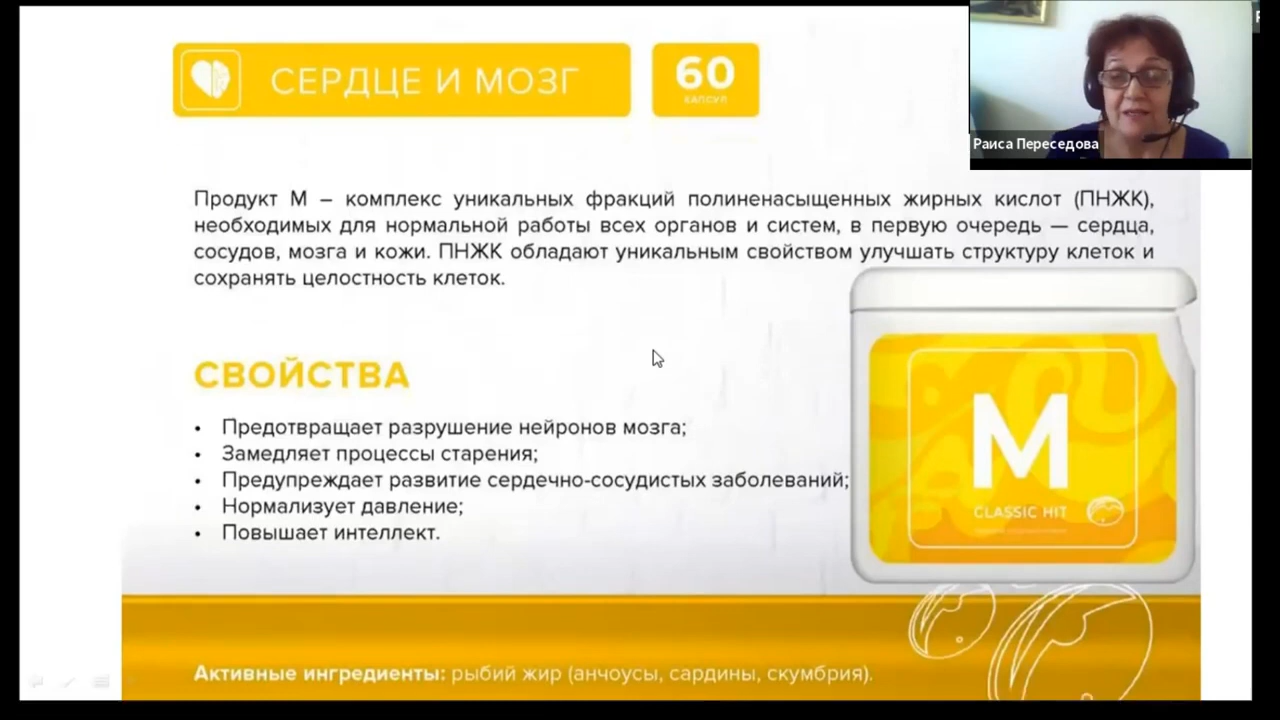 СЕРДЦЕ И МОЗГ
60
КАПСУЛ
Раиса Переседова
Продукт М – комплекс уникальных фракций полиненасыщенных жирных кислот (ПНЖК),
необходимых для нормальной работы всех органов и систем, в первую очередь — сердца,
сосудов, мозга и кожи. ПНЖК обладают уникальным свойством улучшать структуру клеток и
сохранять целостность клеток.
СВОЙСТВА
• Предотвращает разрушение нейронов мозга;
• Замедляет процессы старения;
• Предупреждает развитие сердечно-сосудистых заболеваний;
• Нормализует давление;
• Повышает интеллект.
M
CLASSIC HIT
Активные ингредиенты: рыбий жир (анчоусы, сардины, скумбрия).